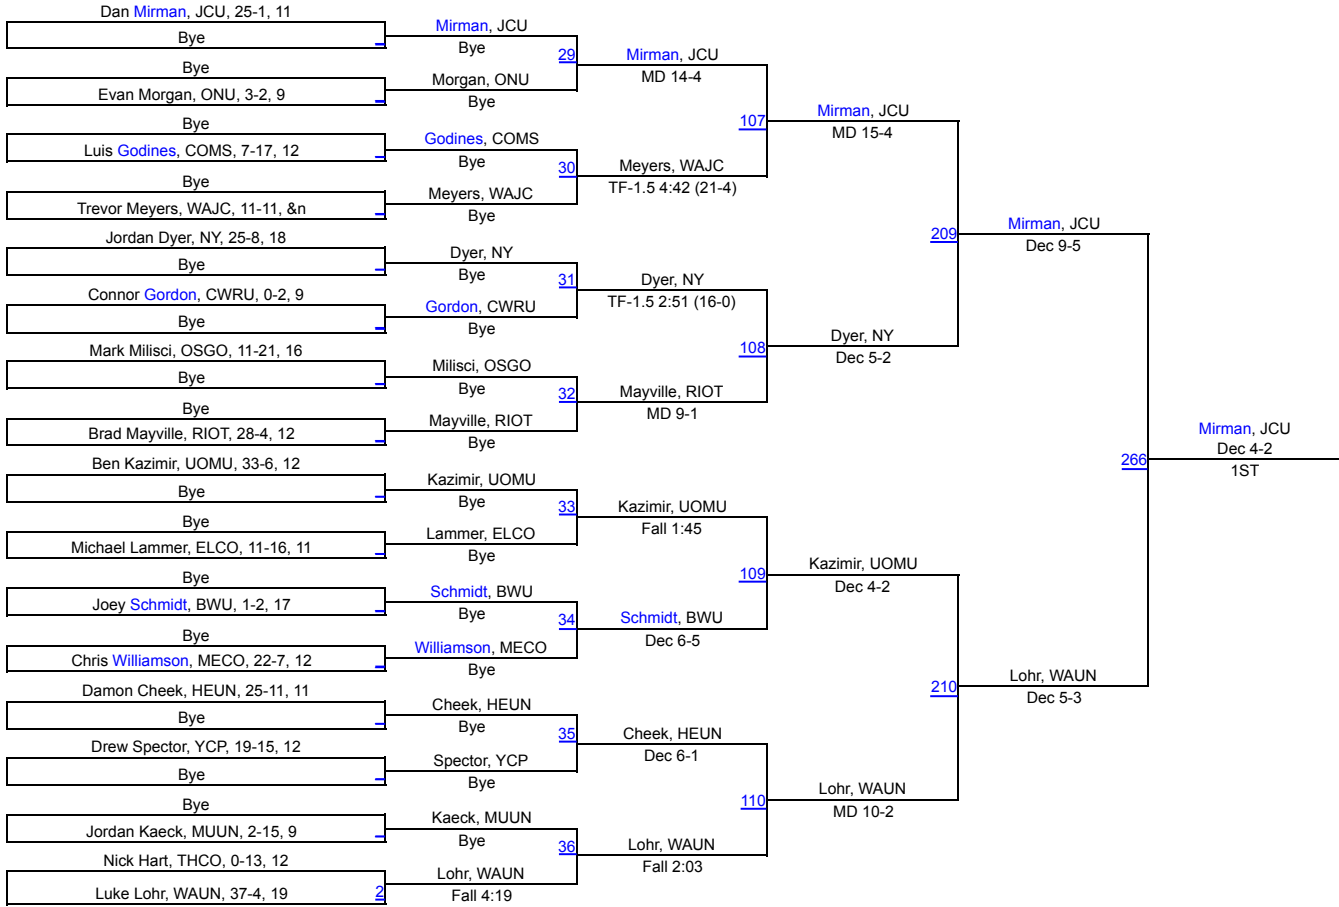 Dan Mirman, JCU, 25-1, 11
Bye
Bye
Evan Morgan, ONU, 3-2, 9
Bye
Luis Godines, COMS, 7-17, 12
Bye
Trevor Meyers, WAJC, 11-11, &n
Jordan Dyer, NY, 25-8, 18
Bye
Connor Gordon, CWRU, 0-2, 9
Bye
Mark Milisci, OSGO, 11-21, 16
Bye
Bye
Brad Mayville, RIOT, 28-4, 12
Ben Kazimir, UOMU, 33-6, 12
Bye
Bye
Michael Lammer, ELCO, 11-16, 11
Bye
Joey Schmidt, BWU, 1-2, 17
Bye
Chris Williamson, MECO, 22-7, 12
Damon Cheek, HEUN, 25-11, 11
Bye
Drew Spector, YCP, 19-15, 12
Bye
Bye
Jordan Kaeck, MUUN, 2-15, 9
Nick Hart, THCO, 0-13, 12
Luke Lohr, WAUN, 37-4, 19
2
Mirman, JCU
Bye
29
Morgan, ONU
Bye
Godines, COMS
Bye
30
Meyers, WAJC
Bye
Dyer, NY
Bye
31
Gordon, CWRU
Bye
Milisci, OSGO
Bye
32
Mayville, RIOT
Bye
Kazimir, UOMU
Bye
33
Lammer, ELCO
Bye
Schmidt, BWU
Bye
34
Williamson, MECO
Bye
Cheek, HEUN
Bye
35
Spector, YCP
Bye
Kaeck, MUUN
Bye
36
Lohr, WAUN
Fall 4:19
Mirman, JCU
MD 14-4
107
Meyers, WAJC
TF-1.5 4:42 (21-4)
Dyer, NY
TF-1.5 2:51 (16-0)
108
Mayville, RIOT
MD 9-1
Kazimir, UOMU
Fall 1:45
109
Schmidt, BWU
Dec 6-5
Cheek, HEUN
Dec 6-1
110
Lohr, WAUN
Fall 2:03
Mirman, JCU
MD 15-4
209
Dyer, NY
Dec 5-2
Kazimir, UOMU
Dec 4-2
210
Lohr, WAUN
MD 10-2
Mirman, JCU
Dec 9-5
266
Lohr, WAUN
Dec 5-3
Mirman, JCU
Dec 4-2
1ST